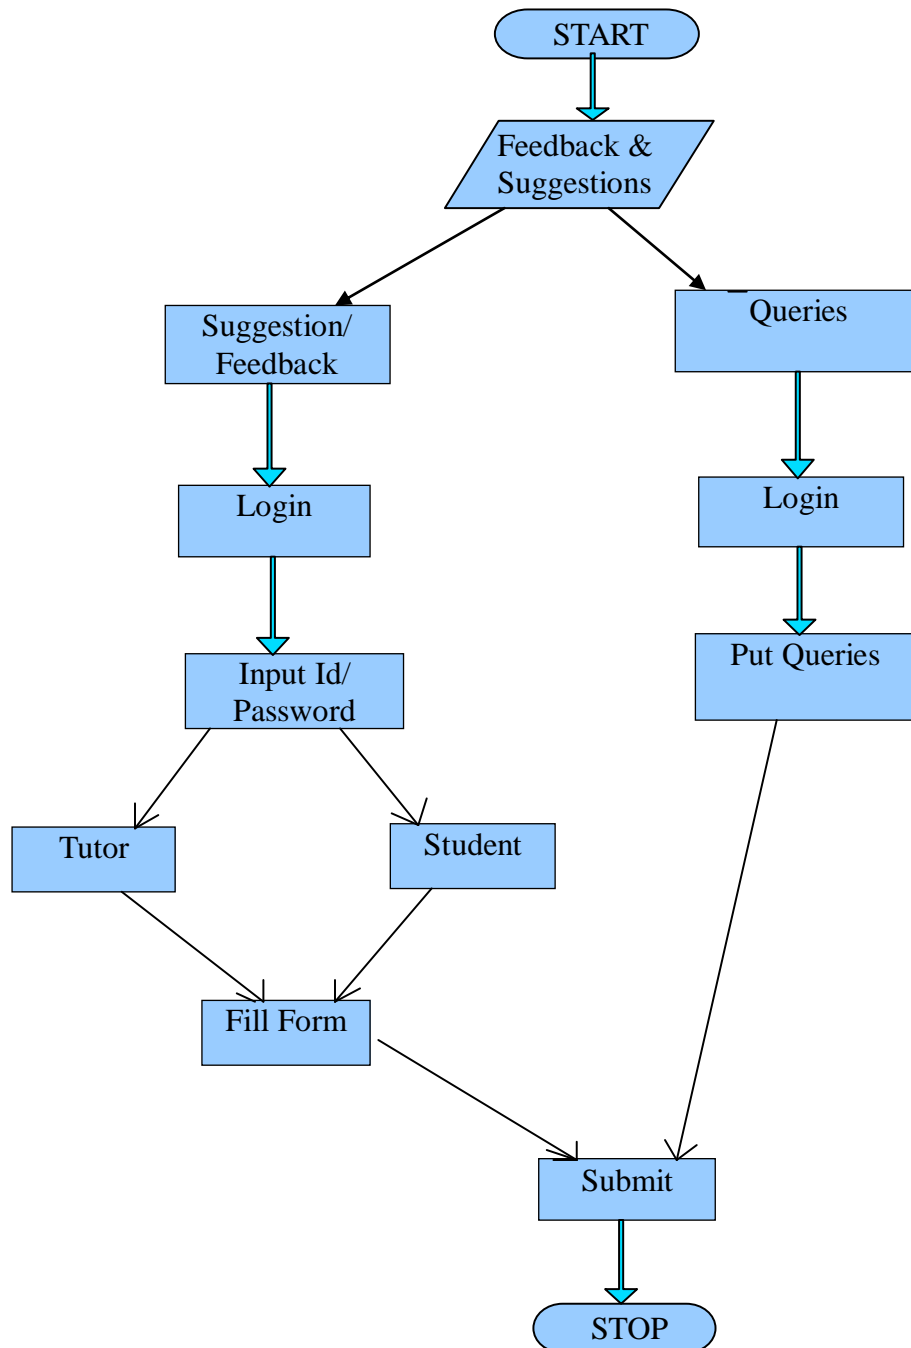 START
Feedback &
Suggestions
Suggestion/
Feedback
Queries
Login
Login
Input Id/
Password
Put Queries
Tutor
Student
Fill Form
Submit
STOP